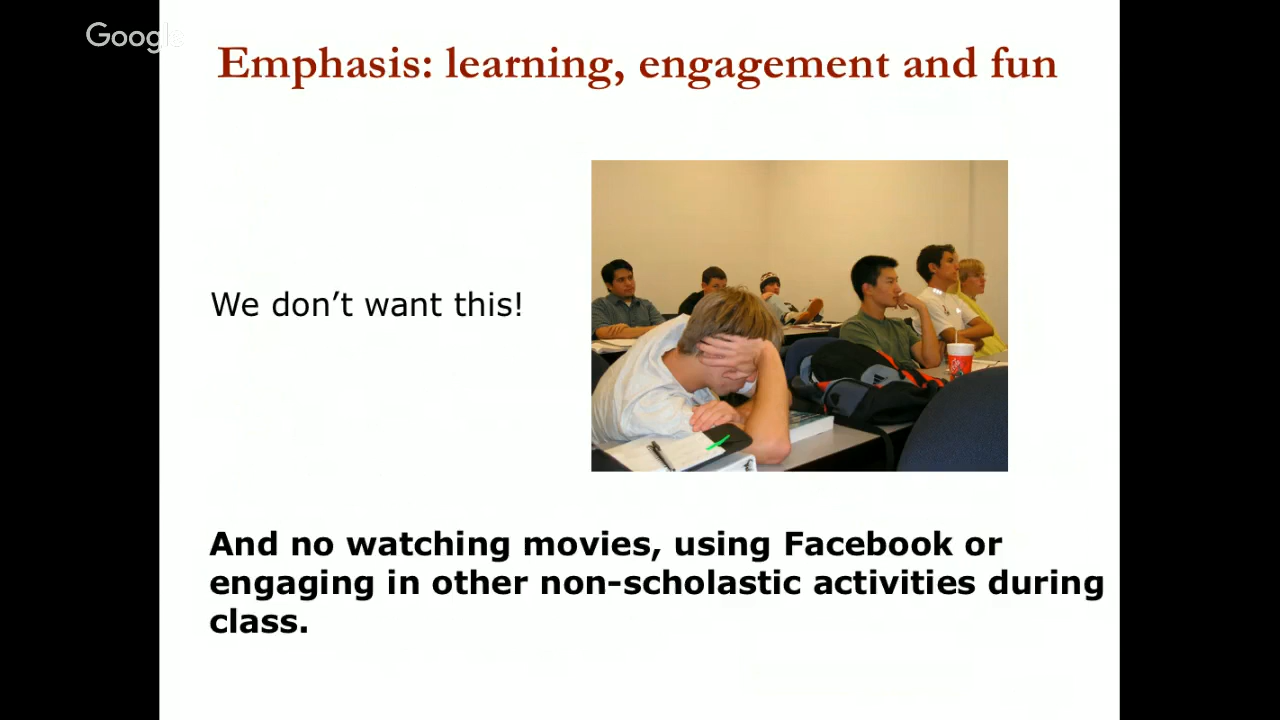 Google
Emphasis: learning, engagement and fun
We don’t want this!
And no watching movies, using Facebook or
engaging in other non-scholastic activities during
class.